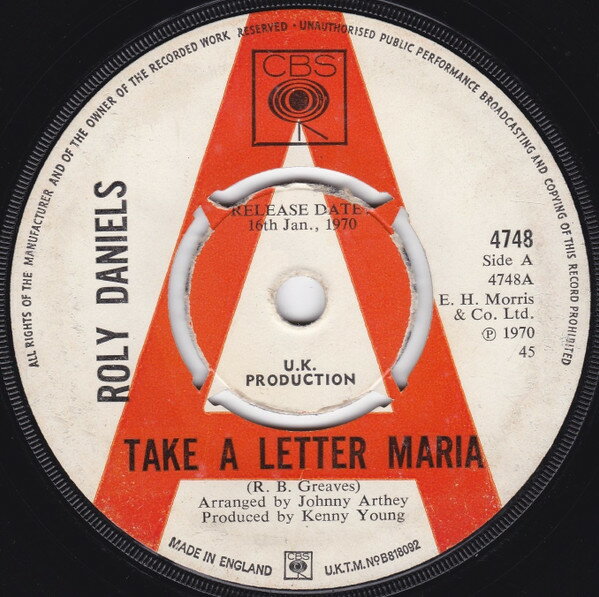 ALL RIGHTS OF THE MANUFACTURER AND OF THE OWNER OF THE RECORDED WORK RESERVED · UNAUTHORISED PUBLIC PERFORMANCE BROADCASTING AND COPYING OF THIS RECORD PROHIBITED
CBS
ROLY DANIELS
RELEASE DATE
16th Jan., 1970
4748
Side A
4748A
E. H. Morris
& Co. Ltd.
Ⓟ 1970
45
U.K.
PRODUCTION
TAKE A LETTER MARIA
(R. B. Greaves)
Arranged by Johnny Arthey
Produced by Kenny Young
MADE IN ENGLAND
CBS
U.K.T.M. Nº B818092